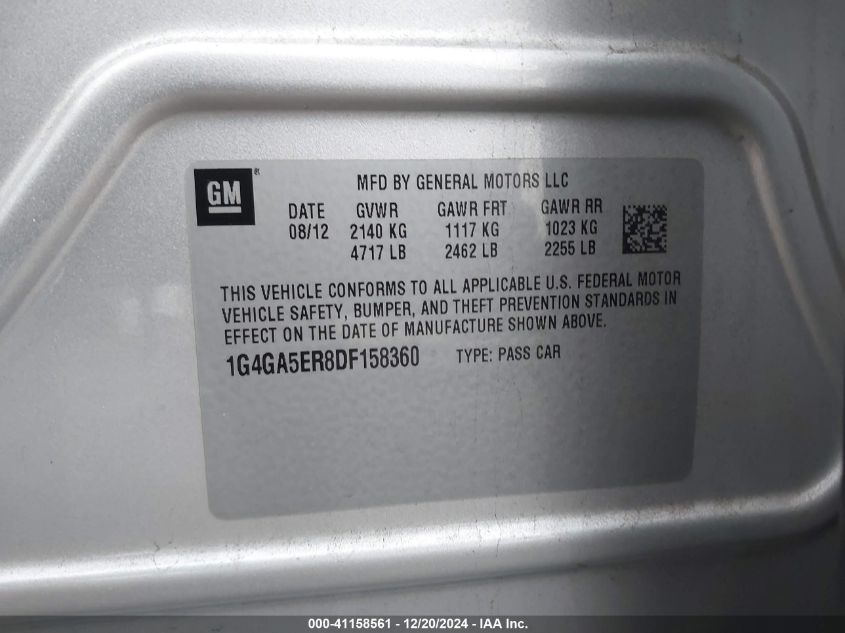 GM ®
MFD BY GENERAL MOTORS LLC
DATE GVWR GAWR FRT GAWR RR
08/12 2140 KG 1117 KG 1023 KG
4717 LB 2462 LB 2255 LB
THIS VEHICLE CONFORMS TO ALL APPLICABLE U.S. FEDERAL MOTOR
VEHICLE SAFETY, BUMPER, AND THEFT PREVENTION STANDARDS IN
EFFECT ON THE DATE OF MANUFACTURE SHOWN ABOVE.
1G4GA5ER8DF158360 TYPE: PASS CAR
000-41158561 - 12/20/2024 - IAA Inc.